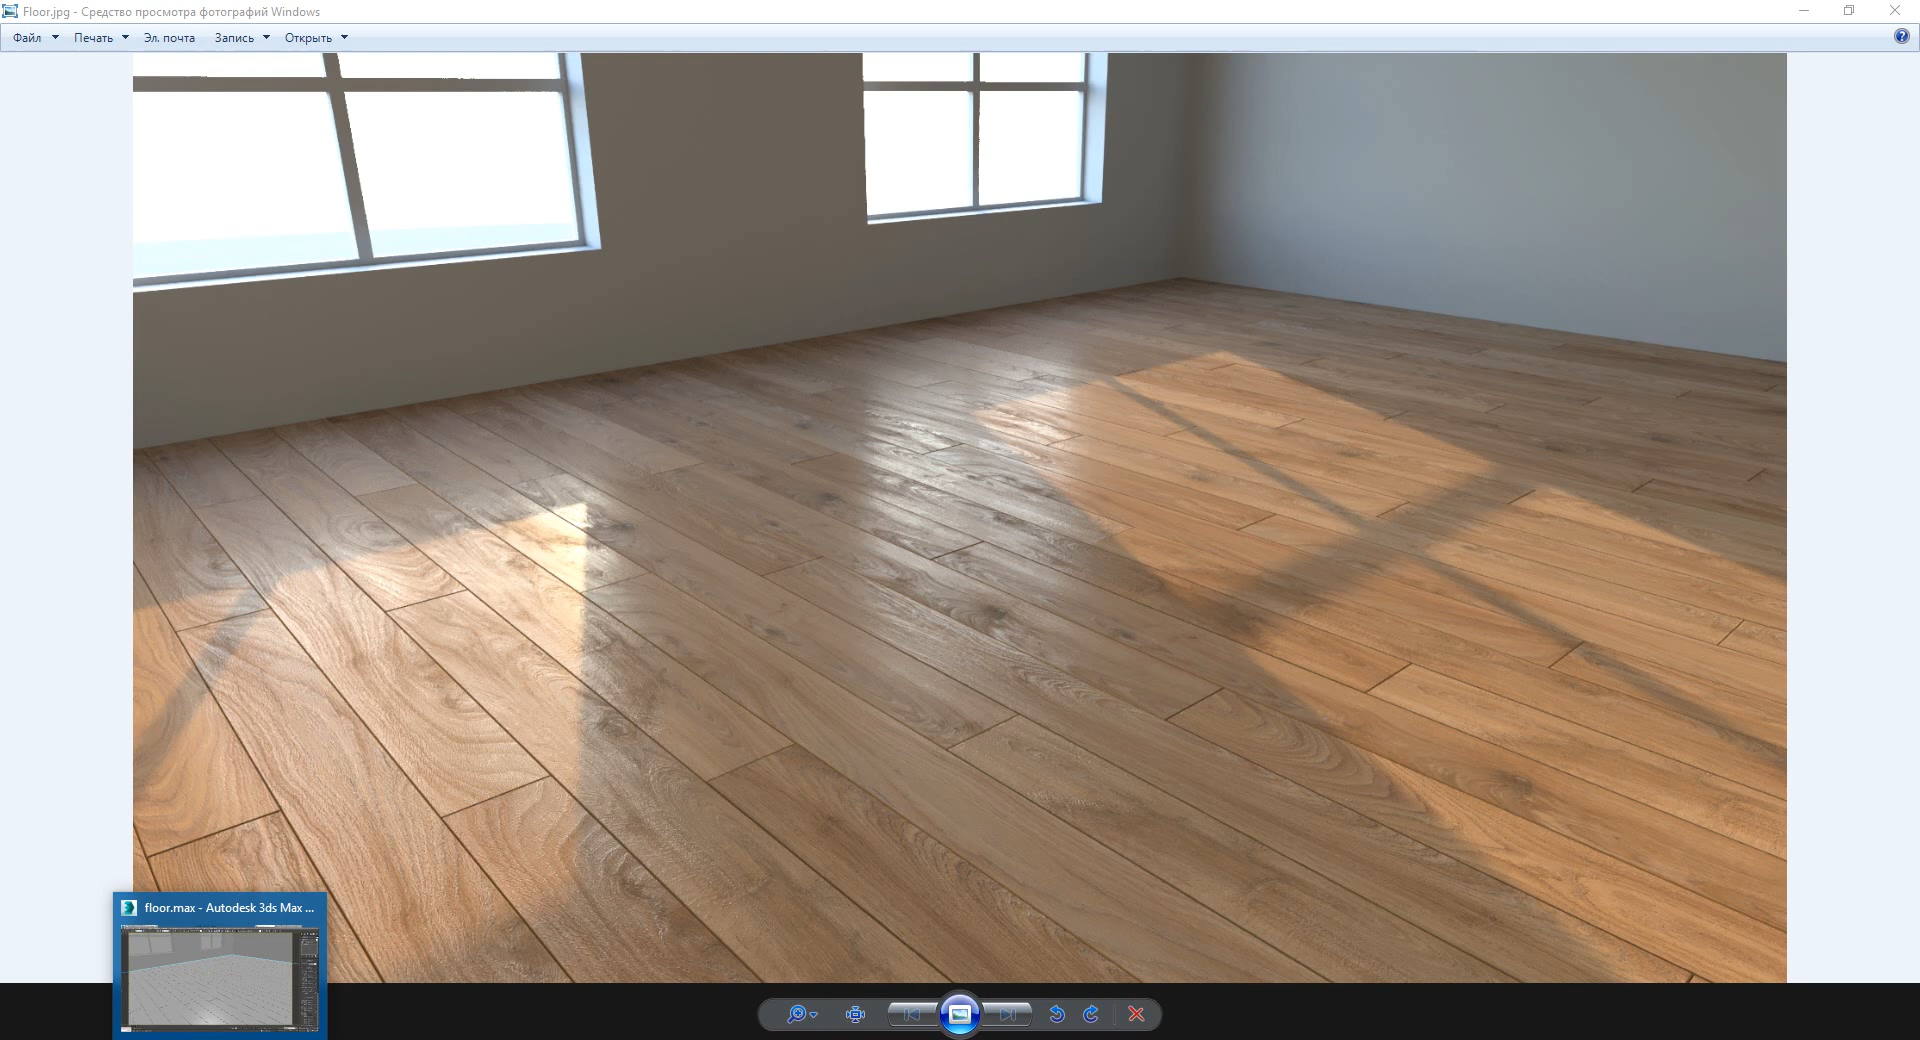 Floor.jpg - Средство просмотра фотографий Windows
Файл Печать Эл. почта Запись Открыть
floor.max - Autodesk 3ds Max ...